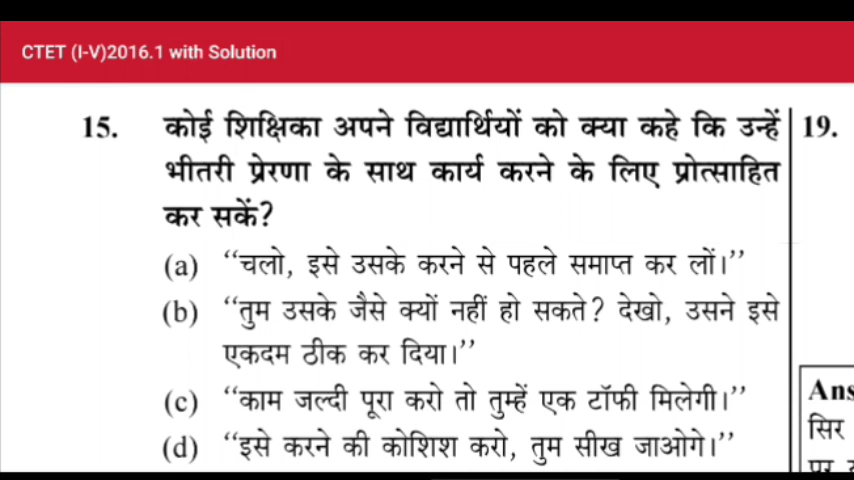 CTET (I-V)2016.1 with Solution
15. कोई शिक्षिका अपने विद्यार्थियों को क्या कहे कि उन्हें
भीतरी प्रेरणा के साथ कार्य करने के लिए प्रोत्साहित
कर सकें?
(a) ‘‘चलो, इसे उसके करने से पहले समाप्त कर लों।’’
(b) ‘‘तुम उसके जैसे क्यों नहीं हो सकते? देखो, उसने इसे
एकदम ठीक कर दिया।’’
(c) ‘‘काम जल्दी पूरा करो तो तुम्हें एक टॉफी मिलेगी।’’
(d) ‘‘इसे करने की कोशिश करो, तुम सीख जाओगे।’’
19.
Ans
सिर